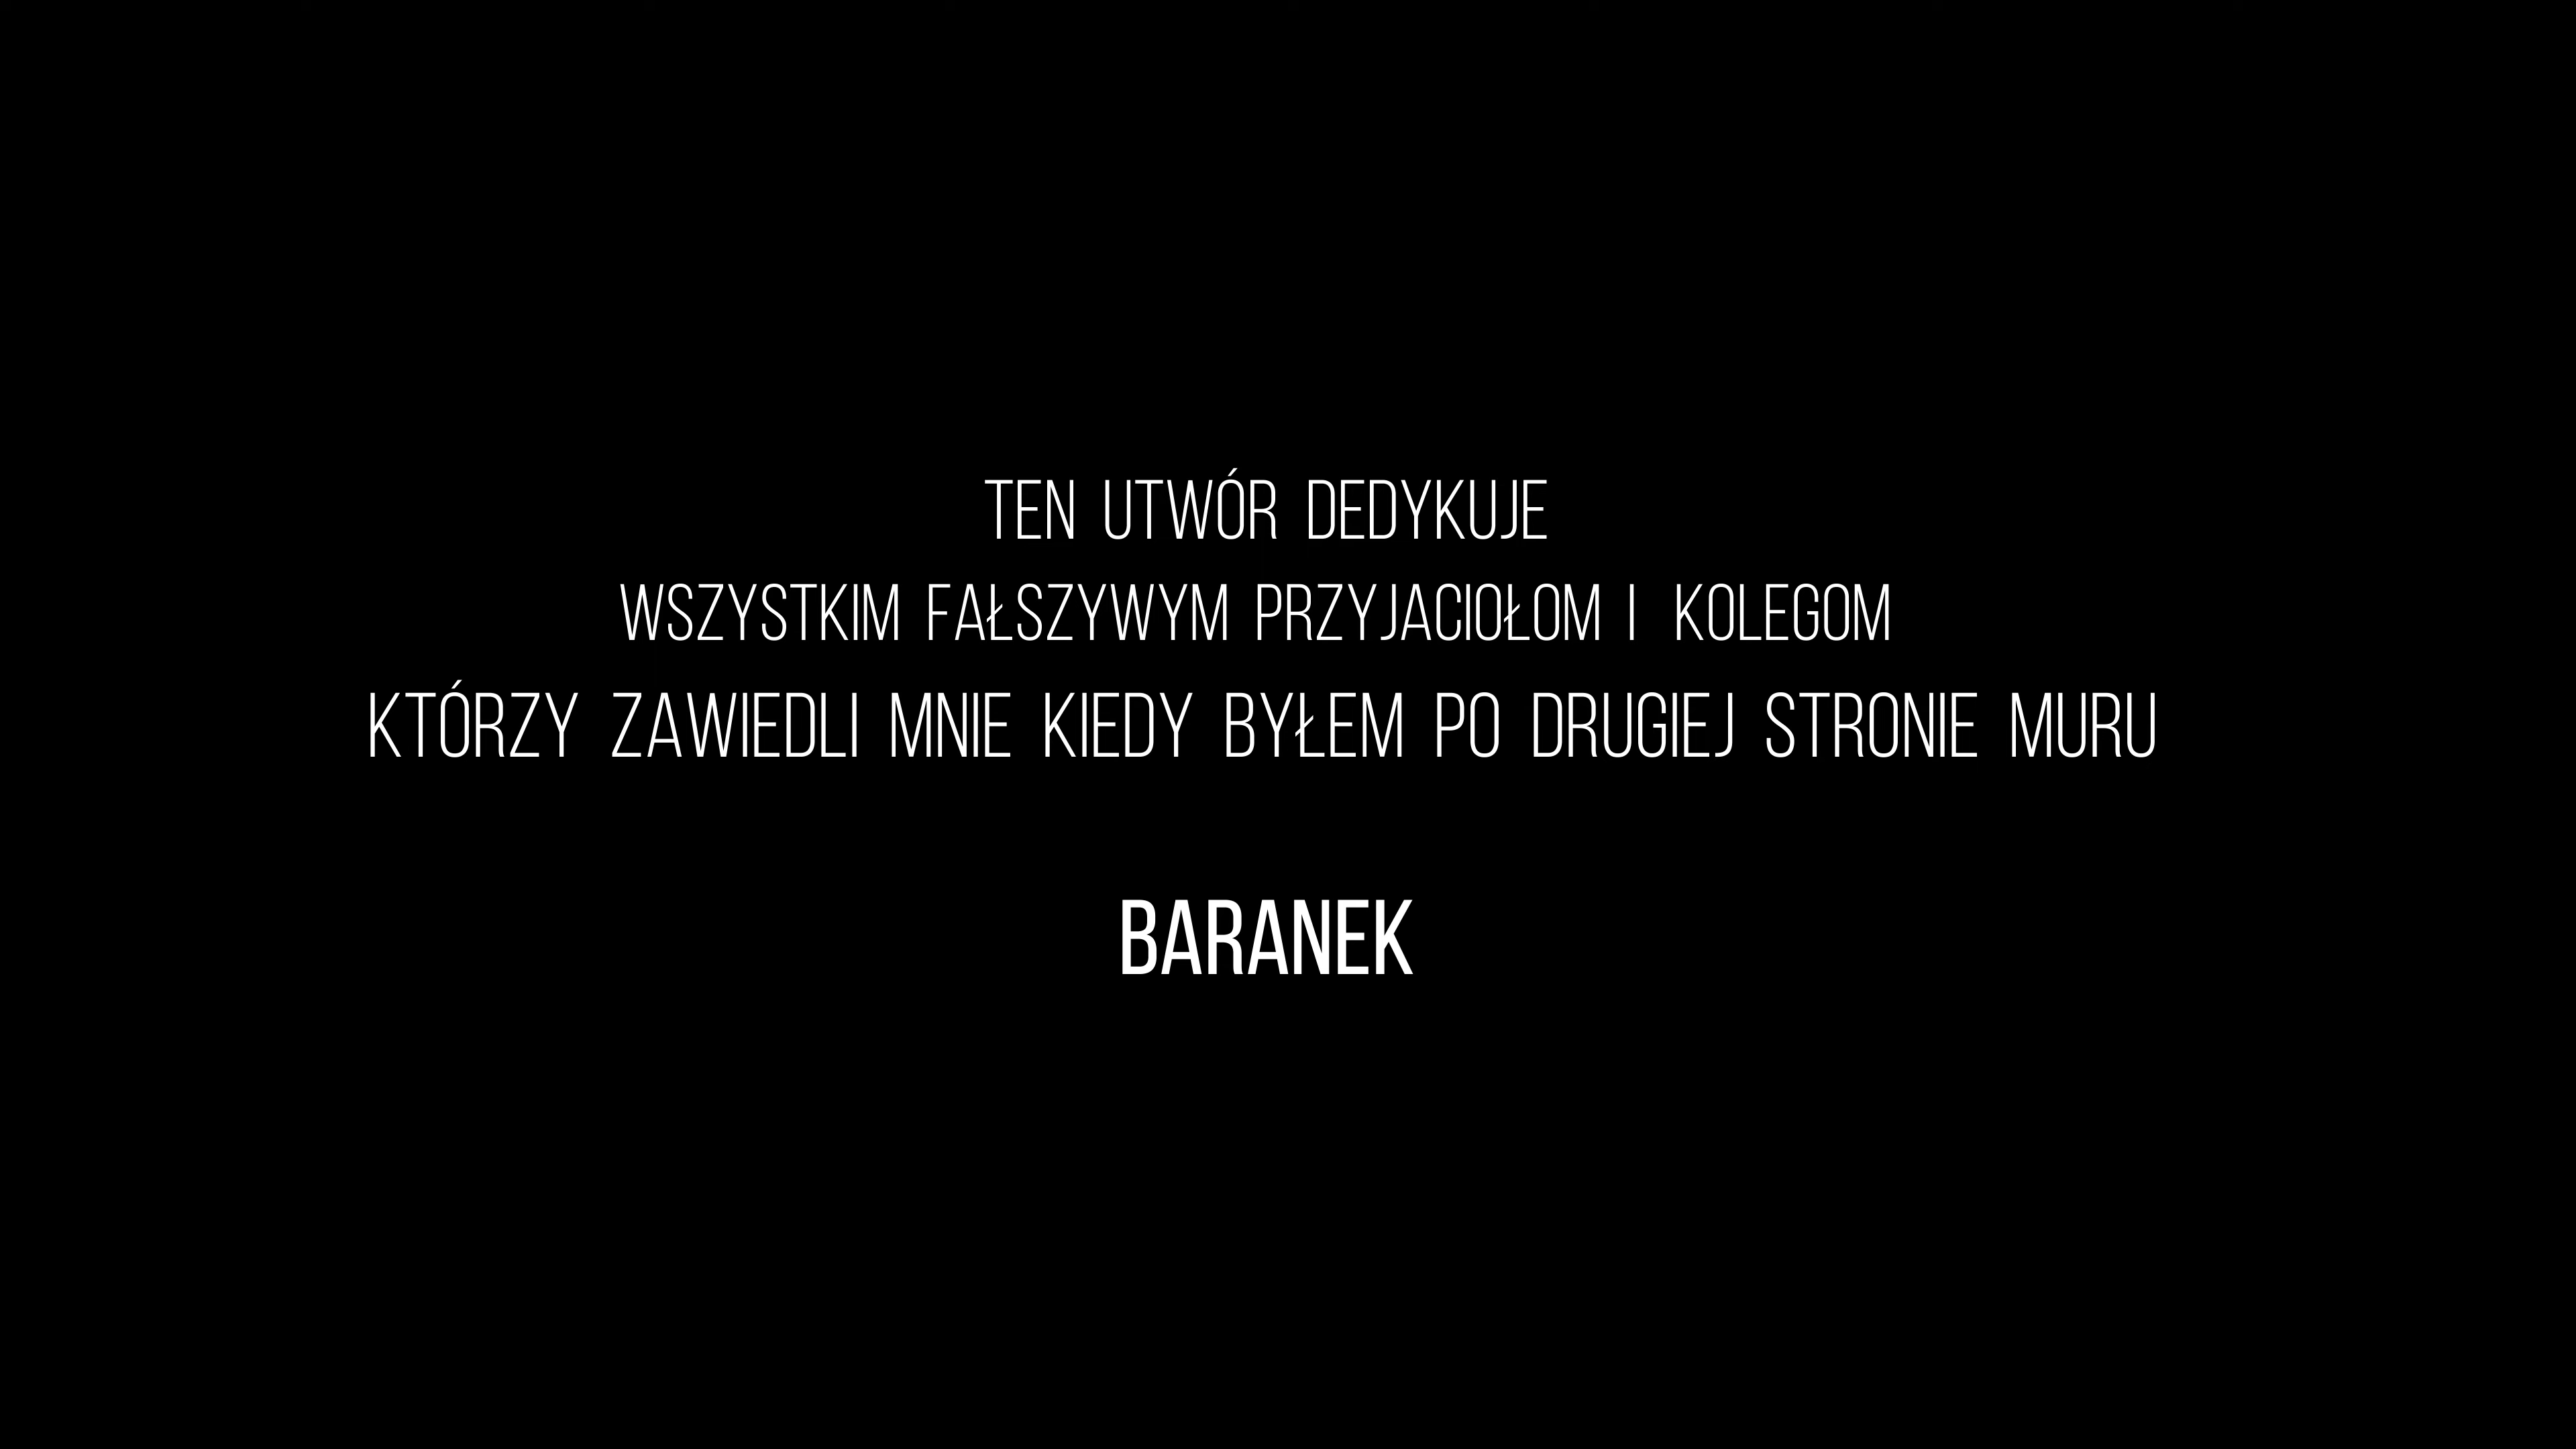 TEN UTWÓR DEDYKUJE
WSZYSTKIM FAŁSZYWYM PRZYJACIOŁOM I KOLEGOM
KTÓRZY ZAWIEDLI MNIE KIEDY BYŁEM PO DRUGIEJ STRONIE MURU
BARANEK